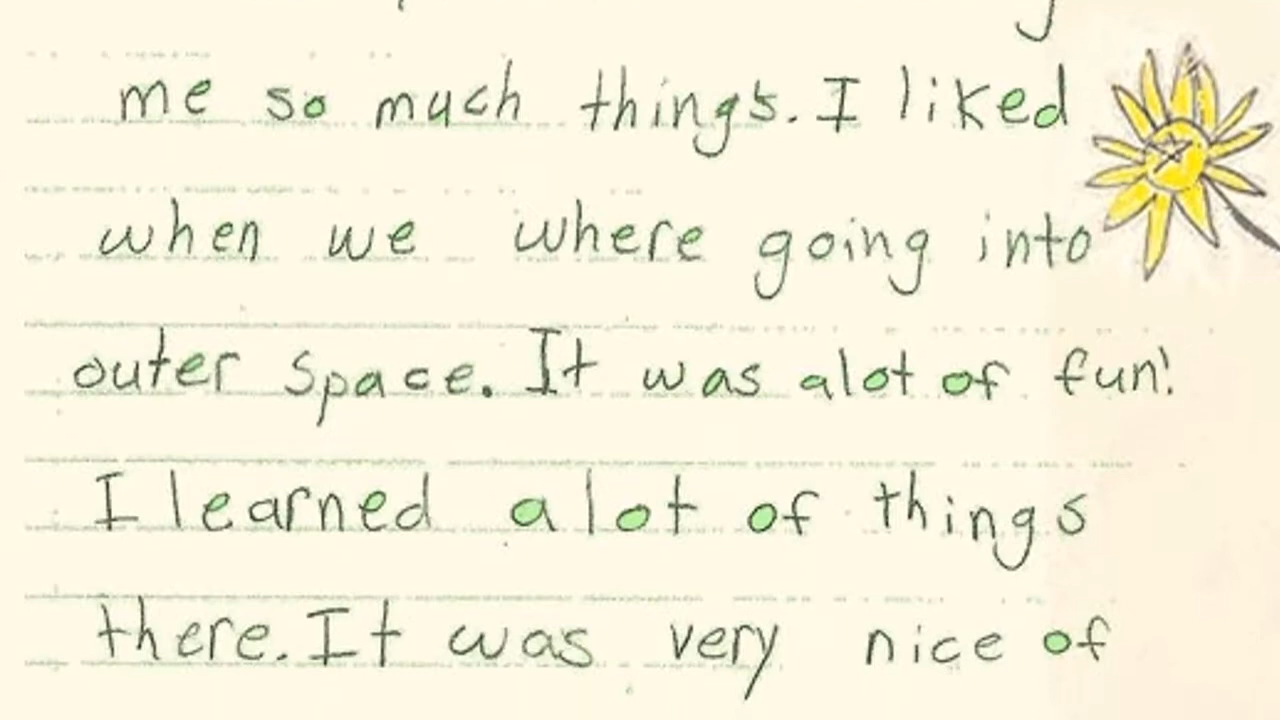 me so much things. I liked
when we where going into
outer space. It was alot of fun!
I learned alot of things
there. It was very nice of